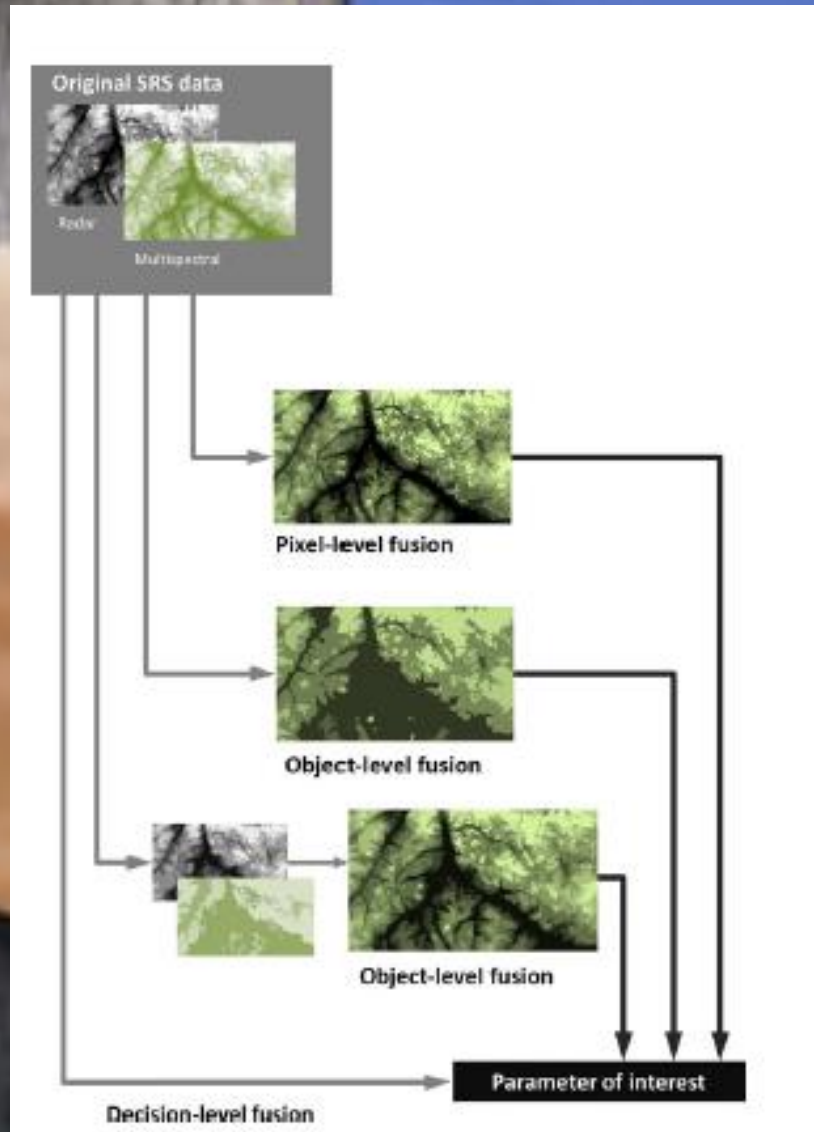 Original SRS data
Radar
Multispectral
Pixel-level fusion
Object-level fusion
Object-level fusion
Parameter of interest
Decision-level fusion